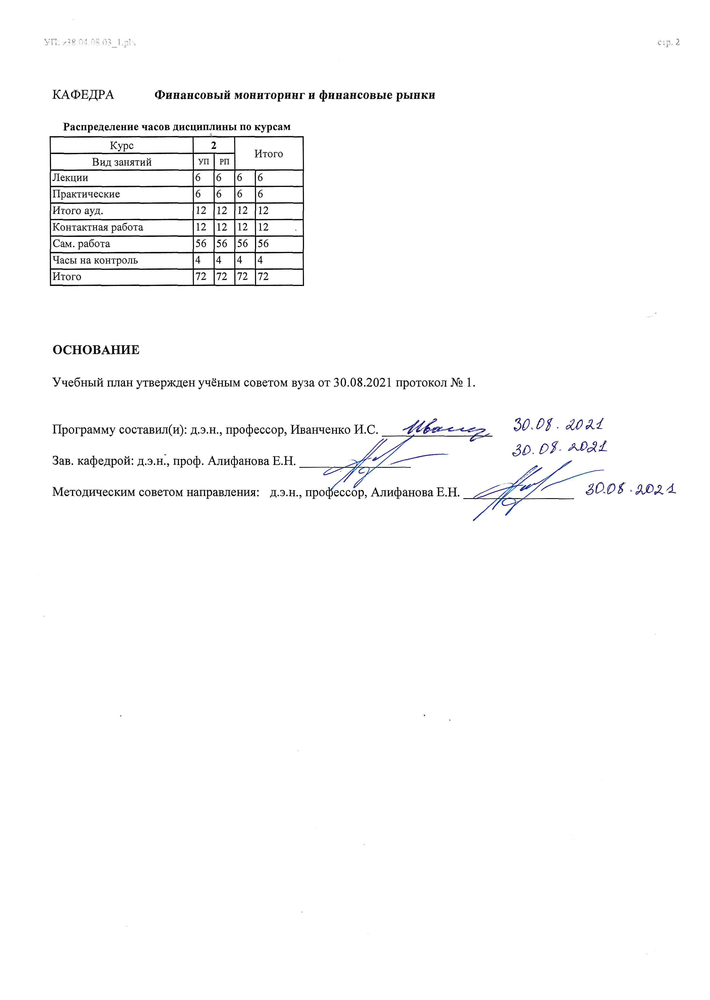 УП: z38.04.08.03_1.plx стр. 2
КАФЕДРА Финансовый мониторинг и финансовые рынки
Распределение часов дисциплины по курсам
Курс 2 Итого
Вид занятий УП РП
Лекции 6 6 6 6
Практические 6 6 6 6
Итого ауд. 12 12 12 12
Контактная работа 12 12 12 12
Сам. работа 56 56 56 56
Часы на контроль 4 4 4 4
Итого 72 72 72 72
ОСНОВАНИЕ
Учебный план утвержден учёным советом вуза от 30.08.2021 протокол № 1.
Программу составил(и): д.э.н., профессор, Иванченко И.С. 30.08.2021
30.08.2021
Зав. кафедрой: д.э.н., проф. Алифанова Е.Н.
Методическим советом направления: д.э.н., профессор, Алифанова Е.Н. 30.08.2021